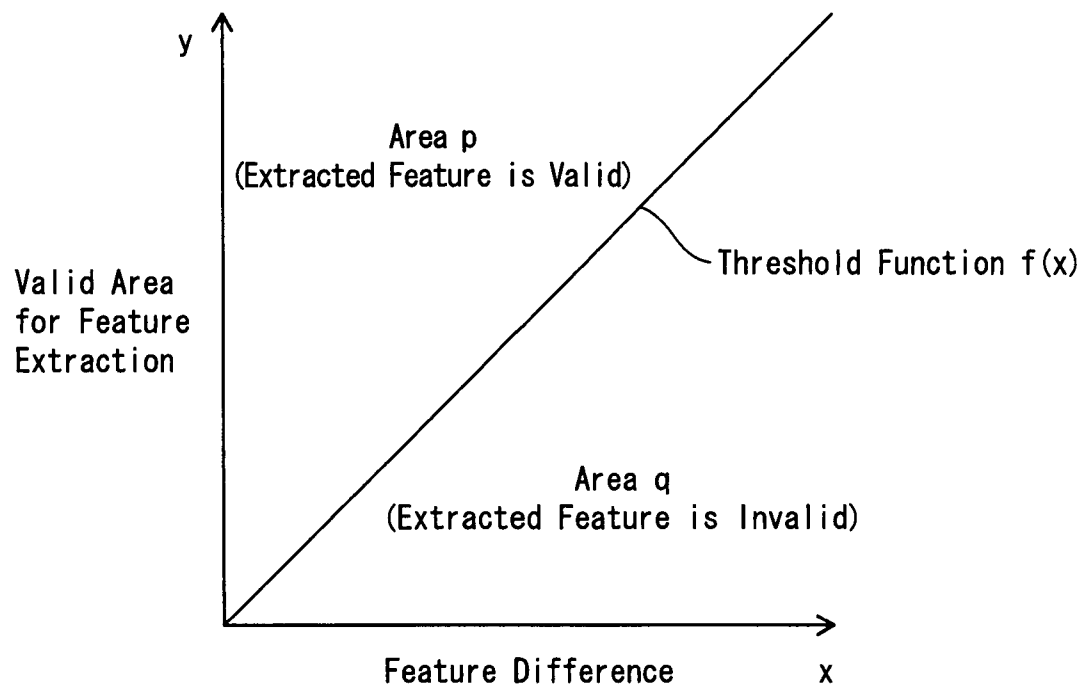 y
Area p
(Extracted Feature is Valid)
Threshold Function f(x)
Valid Area
for Feature
Extraction
Area q
(Extracted Feature is Invalid)
Feature Difference
x